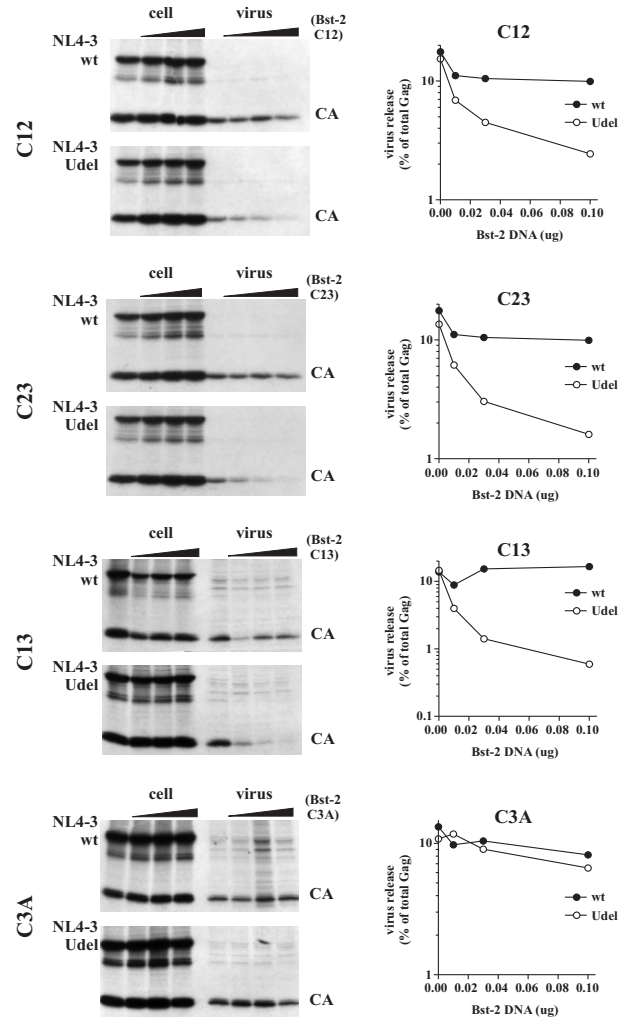 cell virus (Bst-2
C12)
NL4-3
wt
CA
NL4-3
Udel
CA
C12
C12
10
1
0.00 0.02 0.04 0.06 0.08 0.10
Bst-2 DNA (ug)
virus release
(% of total Gag)
wt
Udel
cell virus (Bst-2
C23)
NL4-3
wt
CA
NL4-3
Udel
CA
C23
C23
10
1
0.00 0.02 0.04 0.06 0.08 0.10
Bst-2 DNA (ug)
virus release
(% of total Gag)
wt
Udel
cell virus (Bst-2
C13)
NL4-3
wt
CA
NL4-3
Udel
CA
C13
C13
10
1
0.1
0.00 0.02 0.04 0.06 0.08 0.10
Bst-2 DNA (ug)
virus release
(% of total Gag)
wt
Udel
cell virus (Bst-2
C3A)
NL4-3
wt
CA
NL4-3
Udel
CA
C3A
C3A
10
1
0.00 0.02 0.04 0.06 0.08 0.10
Bst-2 DNA (ug)
virus release
(% of total Gag)
wt
Udel